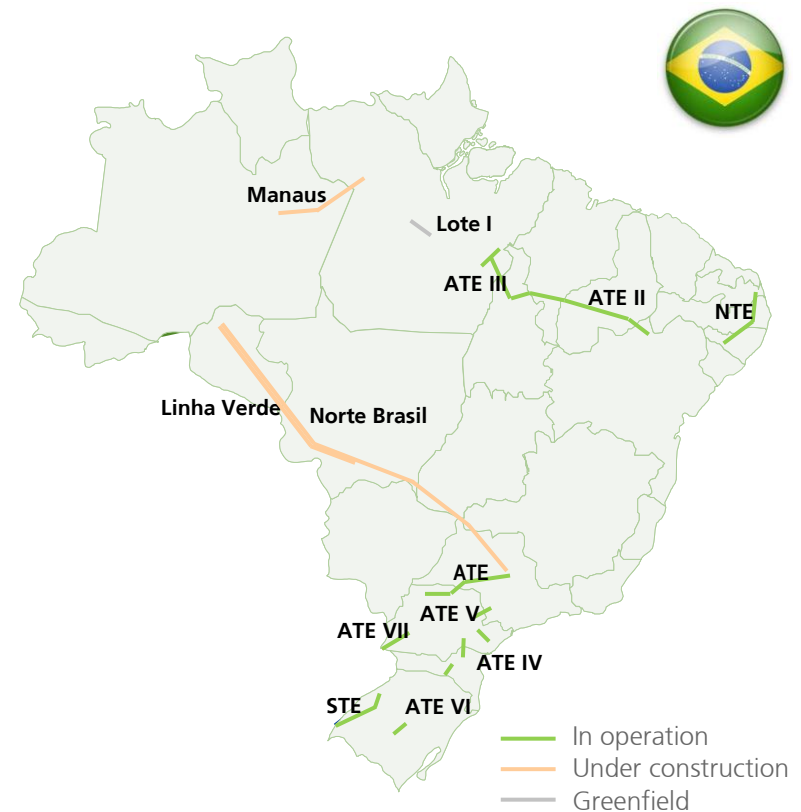 Manaus
Lote I
ATE III
ATE II
NTE
Linha Verde
Norte Brasil
ATE
ATE V
ATE VII
ATE IV
STE
ATE VI
In operation
Under construction
Greenfield